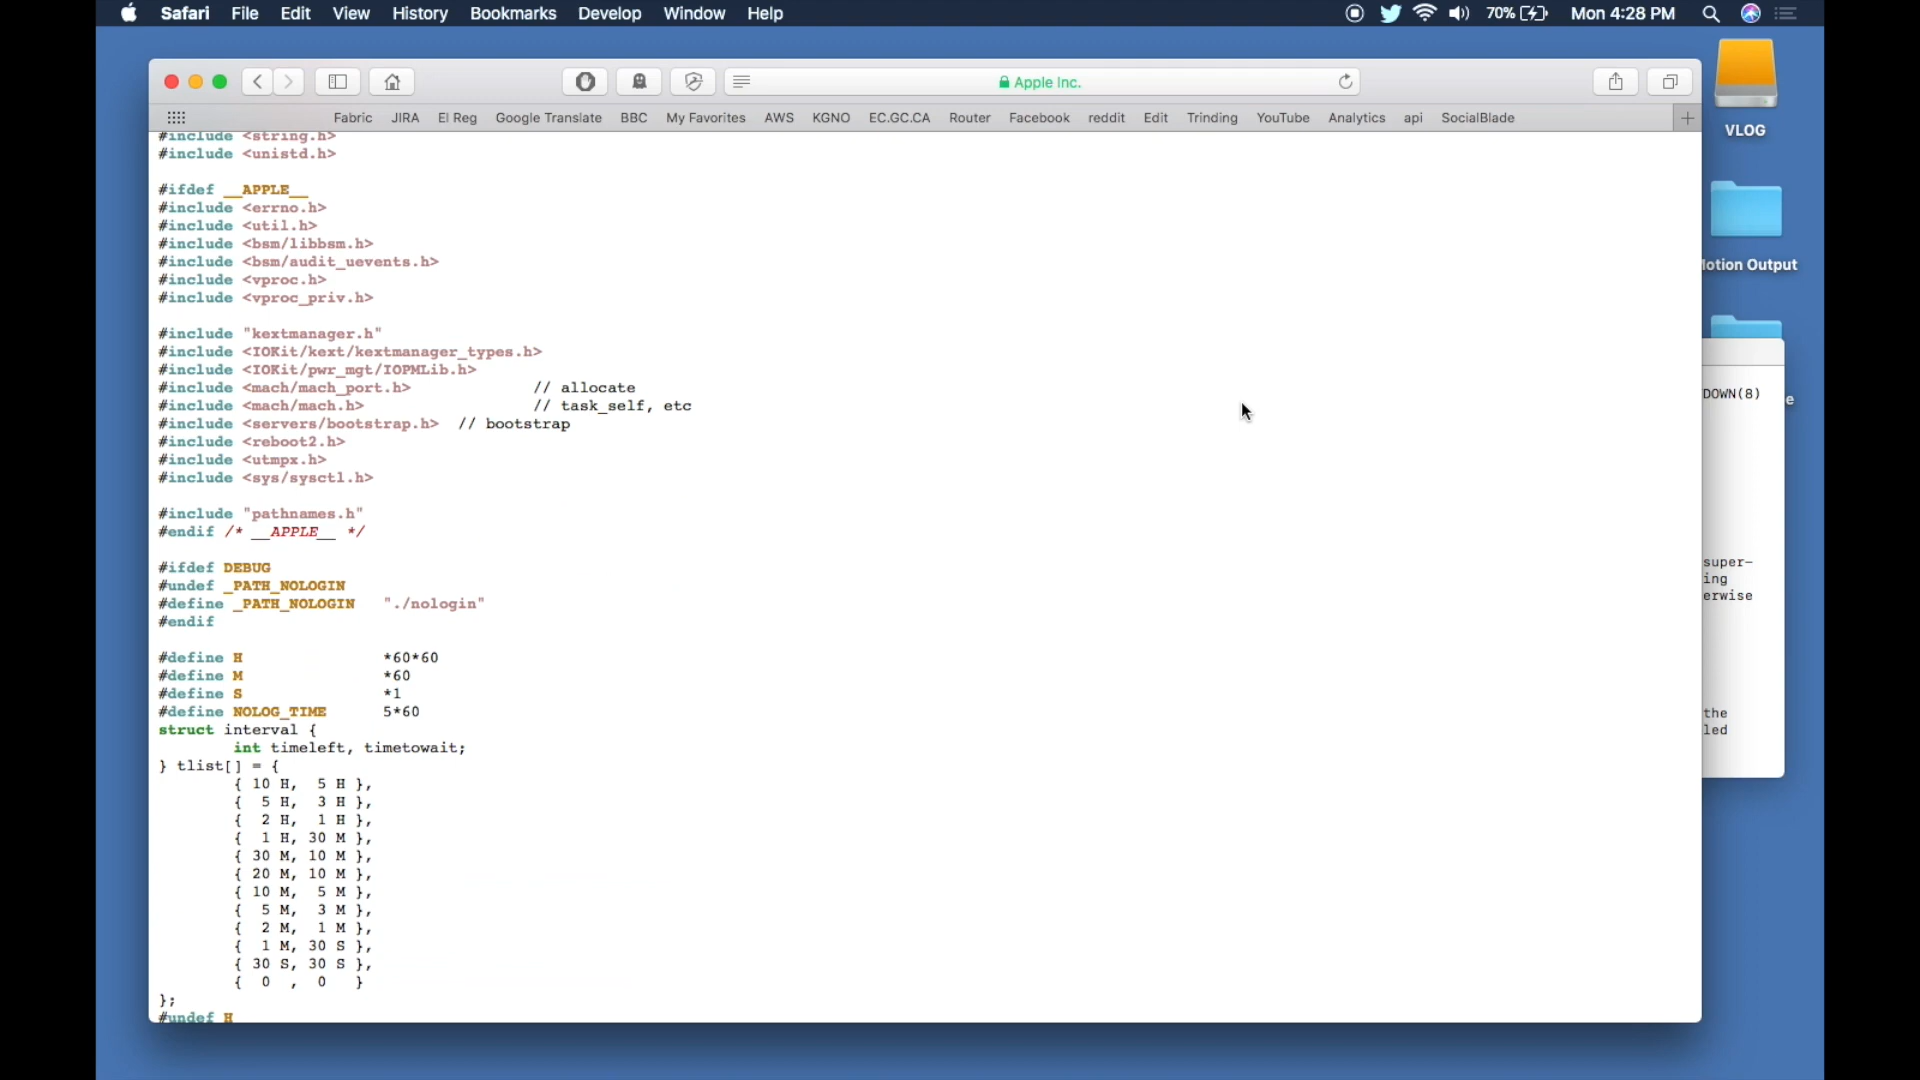 Safari File Edit View History Bookmarks Develop Window Help 70% Mon 4:28 PM
Apple Inc.
Fabric JIRA El Reg Google Translate BBC My Favorites AWS KGNO EC.GC.CA Router Facebook reddit Edit Trinding YouTube Analytics api SocialBlade
#include <string.h>
#include <unistd.h>
#ifdef __APPLE__
#include <errno.h>
#include <util.h>
#include <bsm/libbsm.h>
#include <bsm/audit_uevents.h>
#include <vproc.h>
#include <vproc_priv.h>
#include "kextmanager.h"
#include <IOKit/kext/kextmanager_types.h>
#include <IOKit/pwr_mgt/IOPMLib.h>
#include <mach/mach_port.h> // allocate
#include <mach/mach.h> // task_self, etc
#include <servers/bootstrap.h> // bootstrap
#include <reboot2.h>
#include <utmpx.h>
#include <sys/sysctl.h>
#include "pathnames.h"
#endif /* __APPLE__ */
#ifdef DEBUG
#undef _PATH_NOLOGIN
#define _PATH_NOLOGIN "./nologin"
#endif
#define H *60*60
#define M *60
#define S *1
#define NOLOG_TIME 5*60
struct interval {
int timeleft, timetowait;
} tlist[] = {
{ 10 H, 5 H },
{ 5 H, 3 H },
{ 2 H, 1 H },
{ 1 H, 30 M },
{ 30 M, 10 M },
{ 20 M, 10 M },
{ 10 M, 5 M },
{ 5 M, 3 M },
{ 2 M, 1 M },
{ 1 M, 30 S },
{ 30 S, 30 S },
{ 0 , 0 }
};
#undef H
VLOG
otion Output
DOWN(8)
e
super-
ing
erwise
the
led